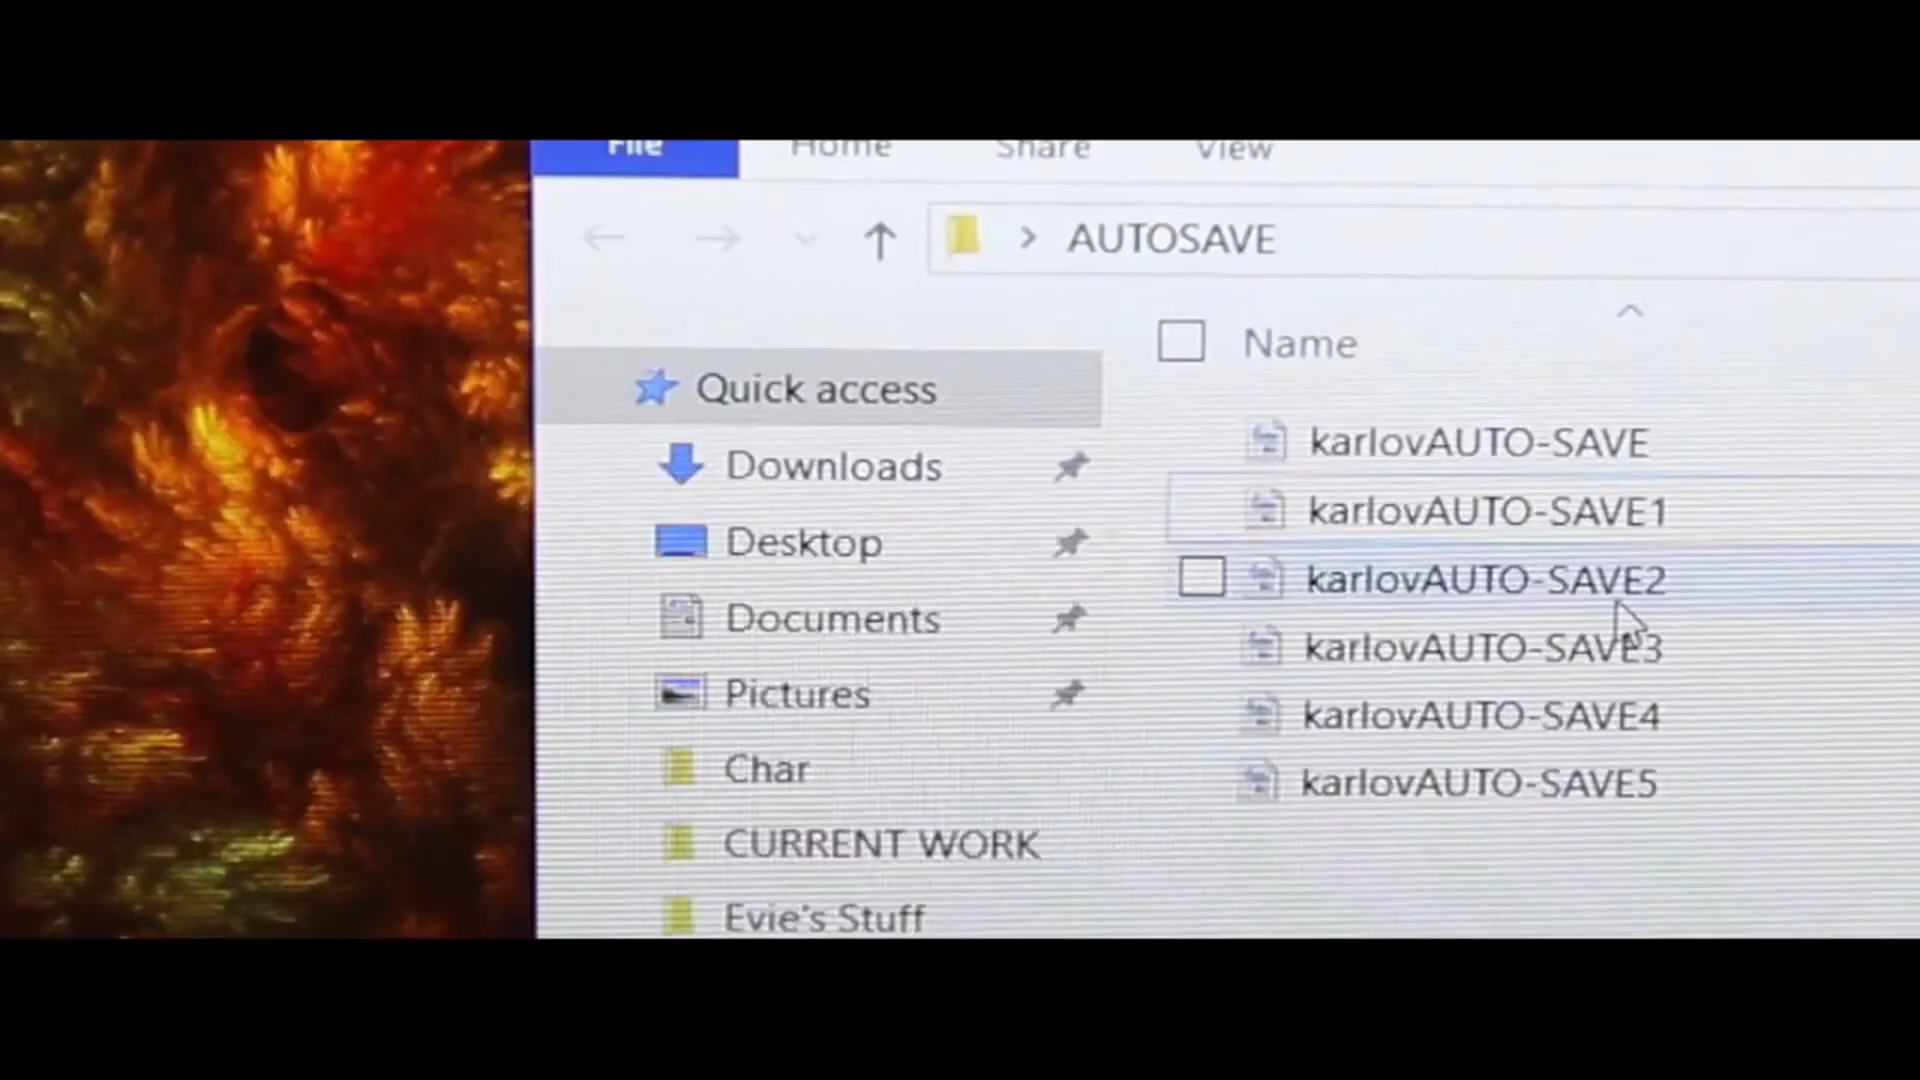 File Home Share View
AUTOSAVE
Name
Quick access
Downloads
Desktop
Documents
Pictures
Char
CURRENT WORK
Evie's Stuff
karlovAUTO-SAVE
karlovAUTO-SAVE1
karlovAUTO-SAVE2
karlovAUTO-SAVE3
karlovAUTO-SAVE4
karlovAUTO-SAVE5